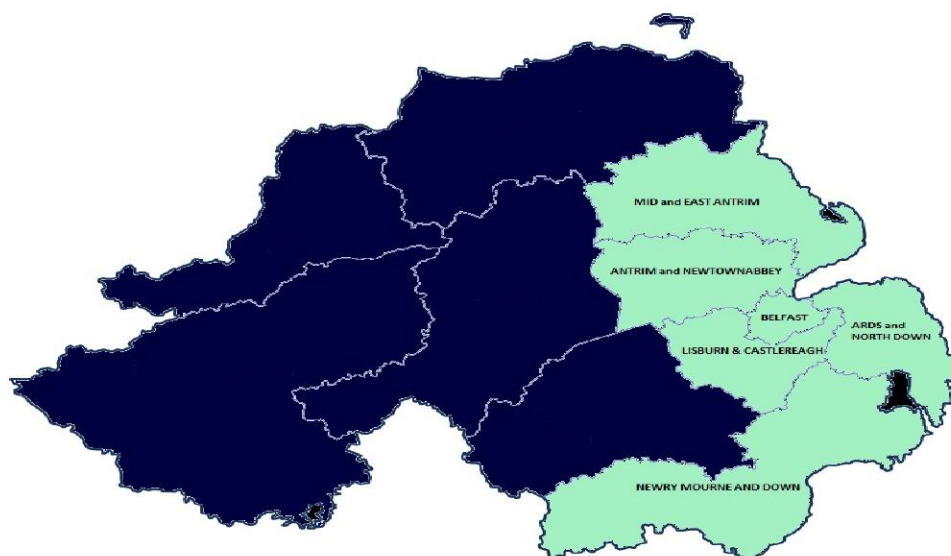 MID and EAST ANTRIM
ANTRIM and NEWTOWNABBEY
BELFAST
ARDS and
NORTH DOWN
LISBURN & CASTLEREAGH
NEWRY MOURNE AND DOWN